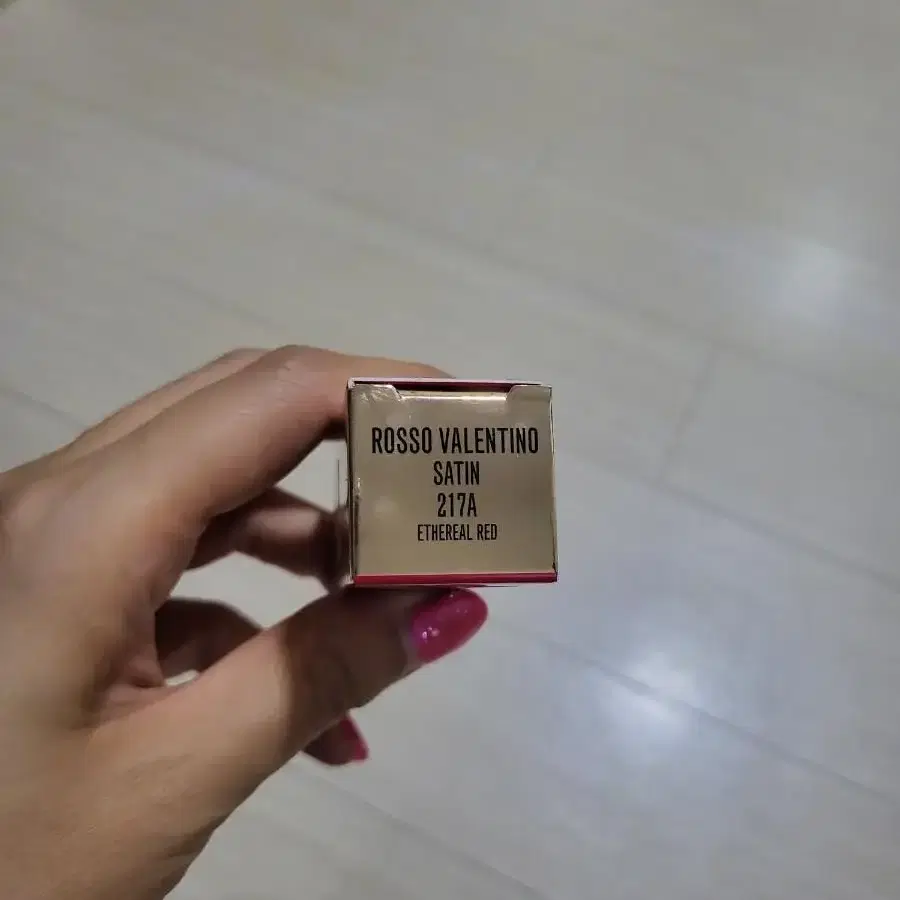 ROSSO VALENTINO
SATIN
217A
ETHEREAL RED